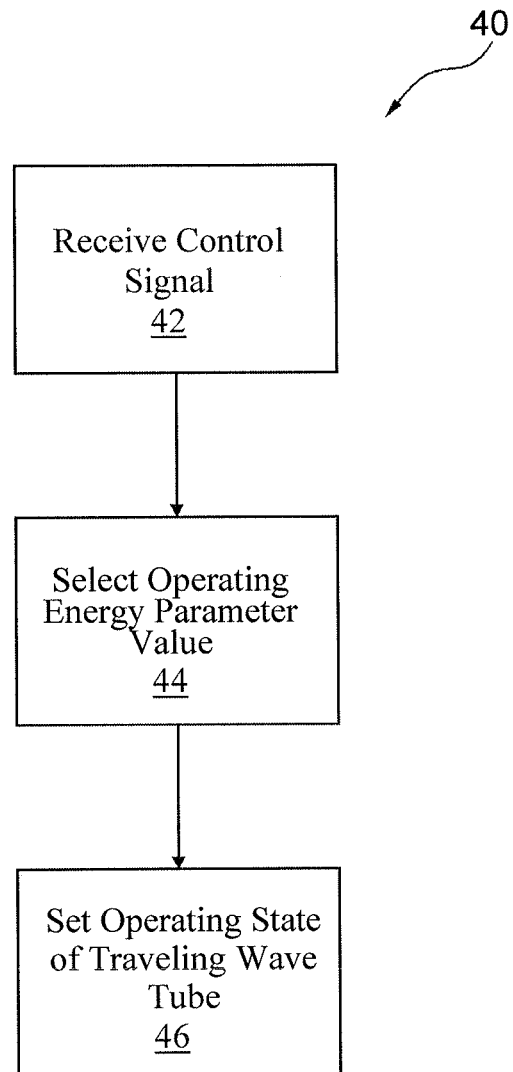 40
Receive Control
Signal
42
Select Operating
Energy Parameter
Value
44
Set Operating State
of Traveling Wave
Tube
46